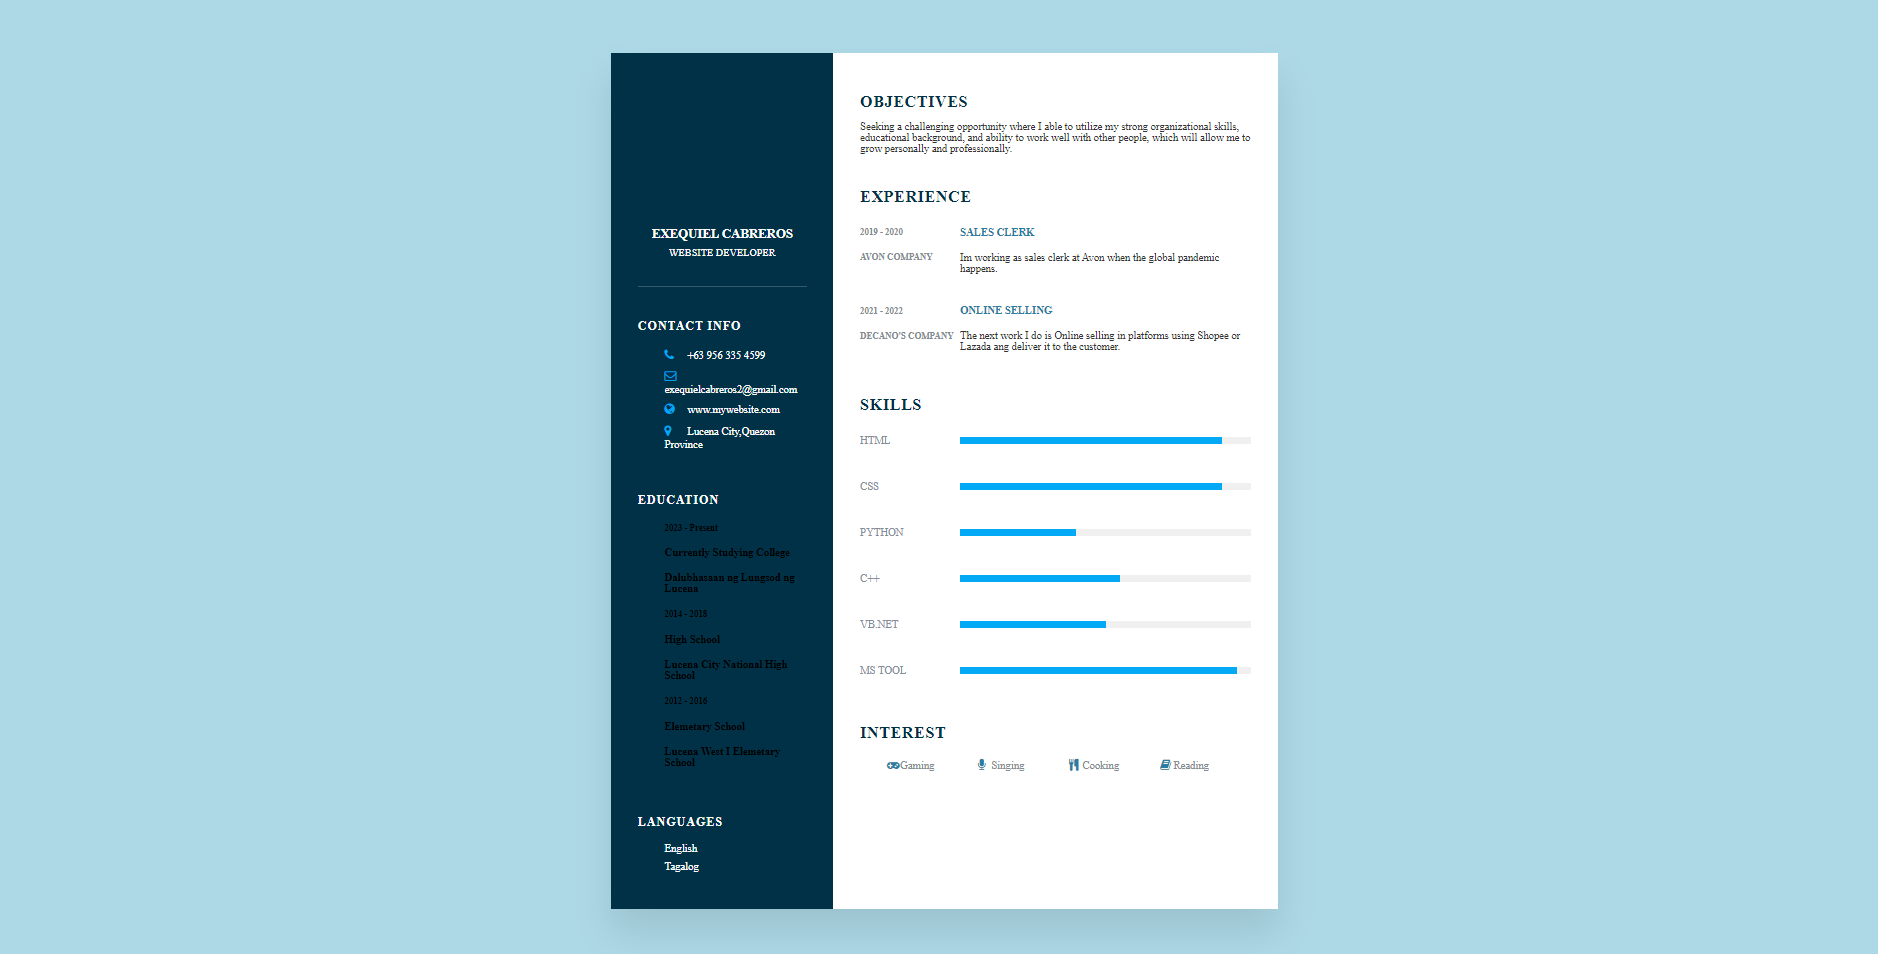 EXEQUIEL CABREROS
WEBSITE DEVELOPER
CONTACT INFO
+63 956 335 4599
exequielcabreros2@gmail.com
www.mywebsite.com
Lucena City,Quezon
Province
EDUCATION
2023 - Present
Currently Studying College
Dalubhasaan ng Lungsod ng
Lucena
2014 - 2018
High School
Lucena City National High
School
2012 - 2016
Elemetary School
Lucena West I Elemetary
School
LANGUAGES
English
Tagalog
OBJECTIVES
Seeking a challenging opportunity where I able to utilize my strong organizational skills,
educational background, and ability to work well with other people, which will allow me to
grow personally and professionally.
EXPERIENCE
2019 - 2020 SALES CLERK
AVON COMPANY Im working as sales clerk at Avon when the global pandemic
happens.
2021 - 2022 ONLINE SELLING
DECANO'S COMPANY The next work I do is Online selling in platforms using Shopee or
Lazada ang deliver it to the customer.
SKILLS
HTML
CSS
PYTHON
C++
VB.NET
MS TOOL
INTEREST
Gaming Singing Cooking Reading